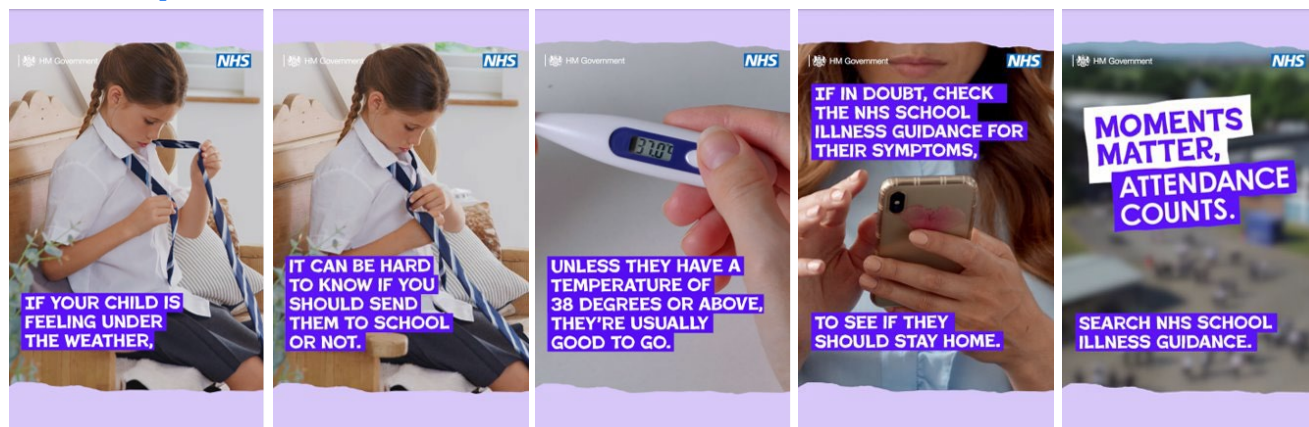 HM Government
NHS
IF YOUR CHILD IS
FEELING UNDER
THE WEATHER,
HM Government
NHS
IT CAN BE HARD
TO KNOW IF YOU
SHOULD SEND
THEM TO SCHOOL
OR NOT.
HM Government
NHS
37.0°
UNLESS THEY HAVE A
TEMPERATURE OF
38 DEGREES OR ABOVE,
THEY'RE USUALLY
GOOD TO GO.
HM Government
NHS
IF IN DOUBT, CHECK
THE NHS SCHOOL
ILLNESS GUIDANCE FOR
THEIR SYMPTOMS,
TO SEE IF THEY
SHOULD STAY HOME.
HM Government
NHS
MOMENTS
MATTER,
ATTENDANCE
COUNTS.
SEARCH NHS SCHOOL
ILLNESS GUIDANCE.